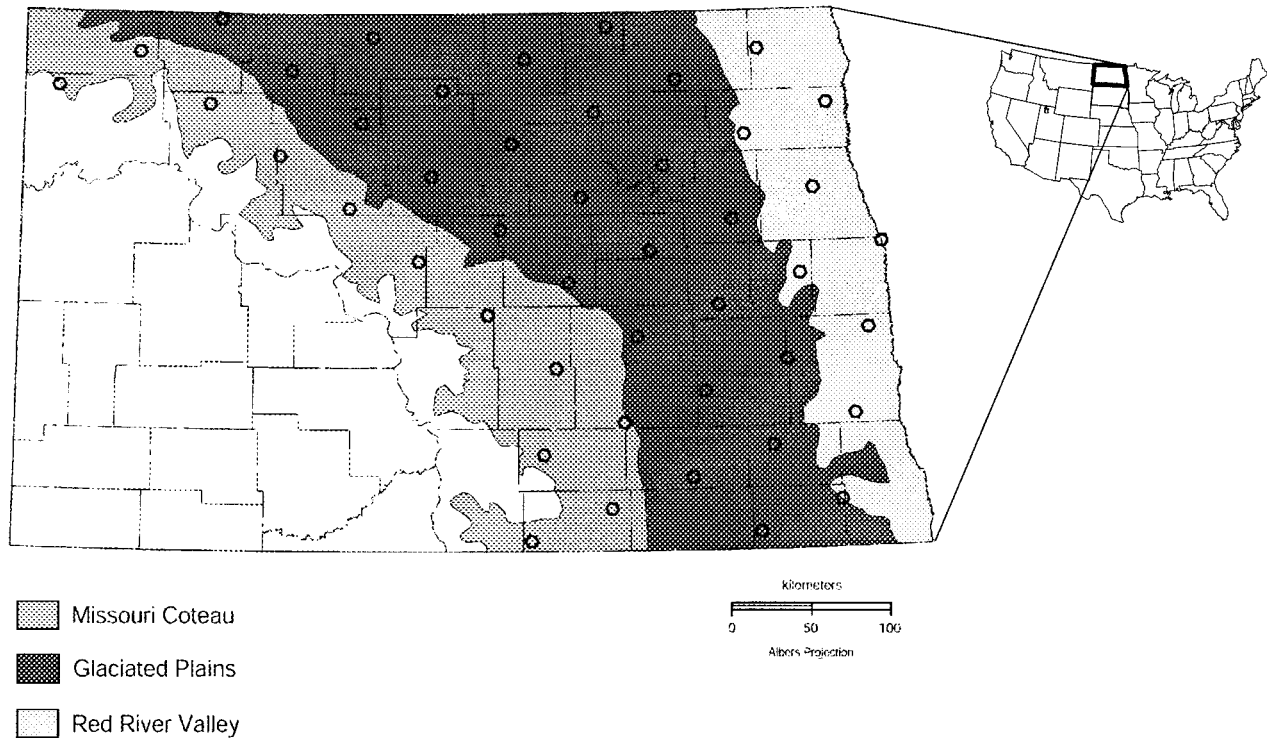 kilometers
0 50 100
Albers Projection
Missouri Coteau
Glaciated Plains
Red River Valley